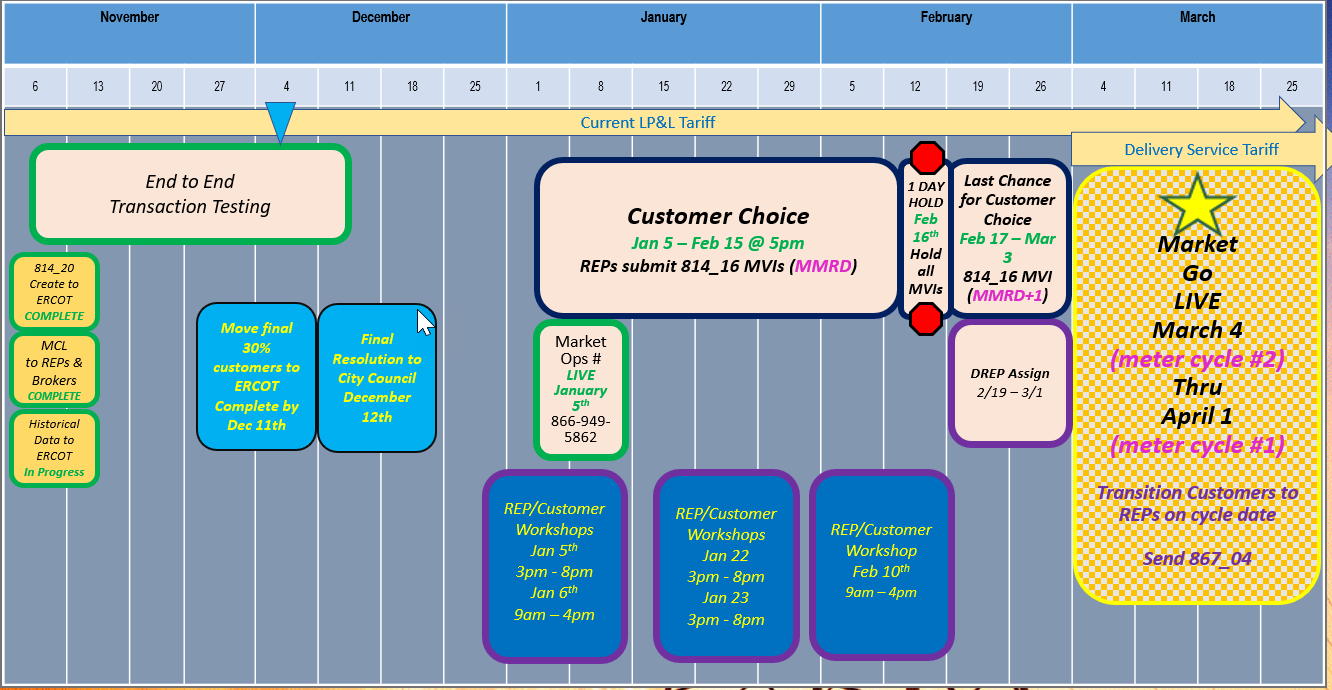 November December January February March
6 13 20 27 4 11 18 25 1 8 15 22 29 5 12 19 26 4 11 18 25
Current LP&L Tariff
Delivery Service Tariff
End to End
Transaction Testing
814_20
Create to
ERCOT
COMPLETE
MCL
to REPs &
Brokers
COMPLETE
Historical
Data to
ERCOT
In Progress
Move final
30%
customers to
ERCOT
Complete by
Dec 11th
Final
Resolution to
City Council
December
12th
Customer Choice
Jan 5 – Feb 15 @ 5pm
REPs submit 814_16 MVIs (MMRD)
1 DAY
HOLD
Feb
16th
Hold
all
MVIs
Last Chance
for Customer
Choice
Feb 17 – Mar
3
814_16 MVI
(MMRD+1)
Market
Ops #
LIVE
January
5th
866-949-
5862
DREP Assign
2/19 – 3/1
REP/Customer
Workshops
Jan 5th
3pm - 8pm
Jan 6th
9am – 4pm
REP/Customer
Workshops
Jan 22
3pm - 8pm
Jan 23
3pm - 8pm
REP/Customer
Workshop
Feb 10th
9am – 4pm
Market
Go
LIVE
March 4
(meter cycle #2)
Thru
April 1
(meter cycle #1)
Transition Customers to
REPs on cycle date
Send 867_04